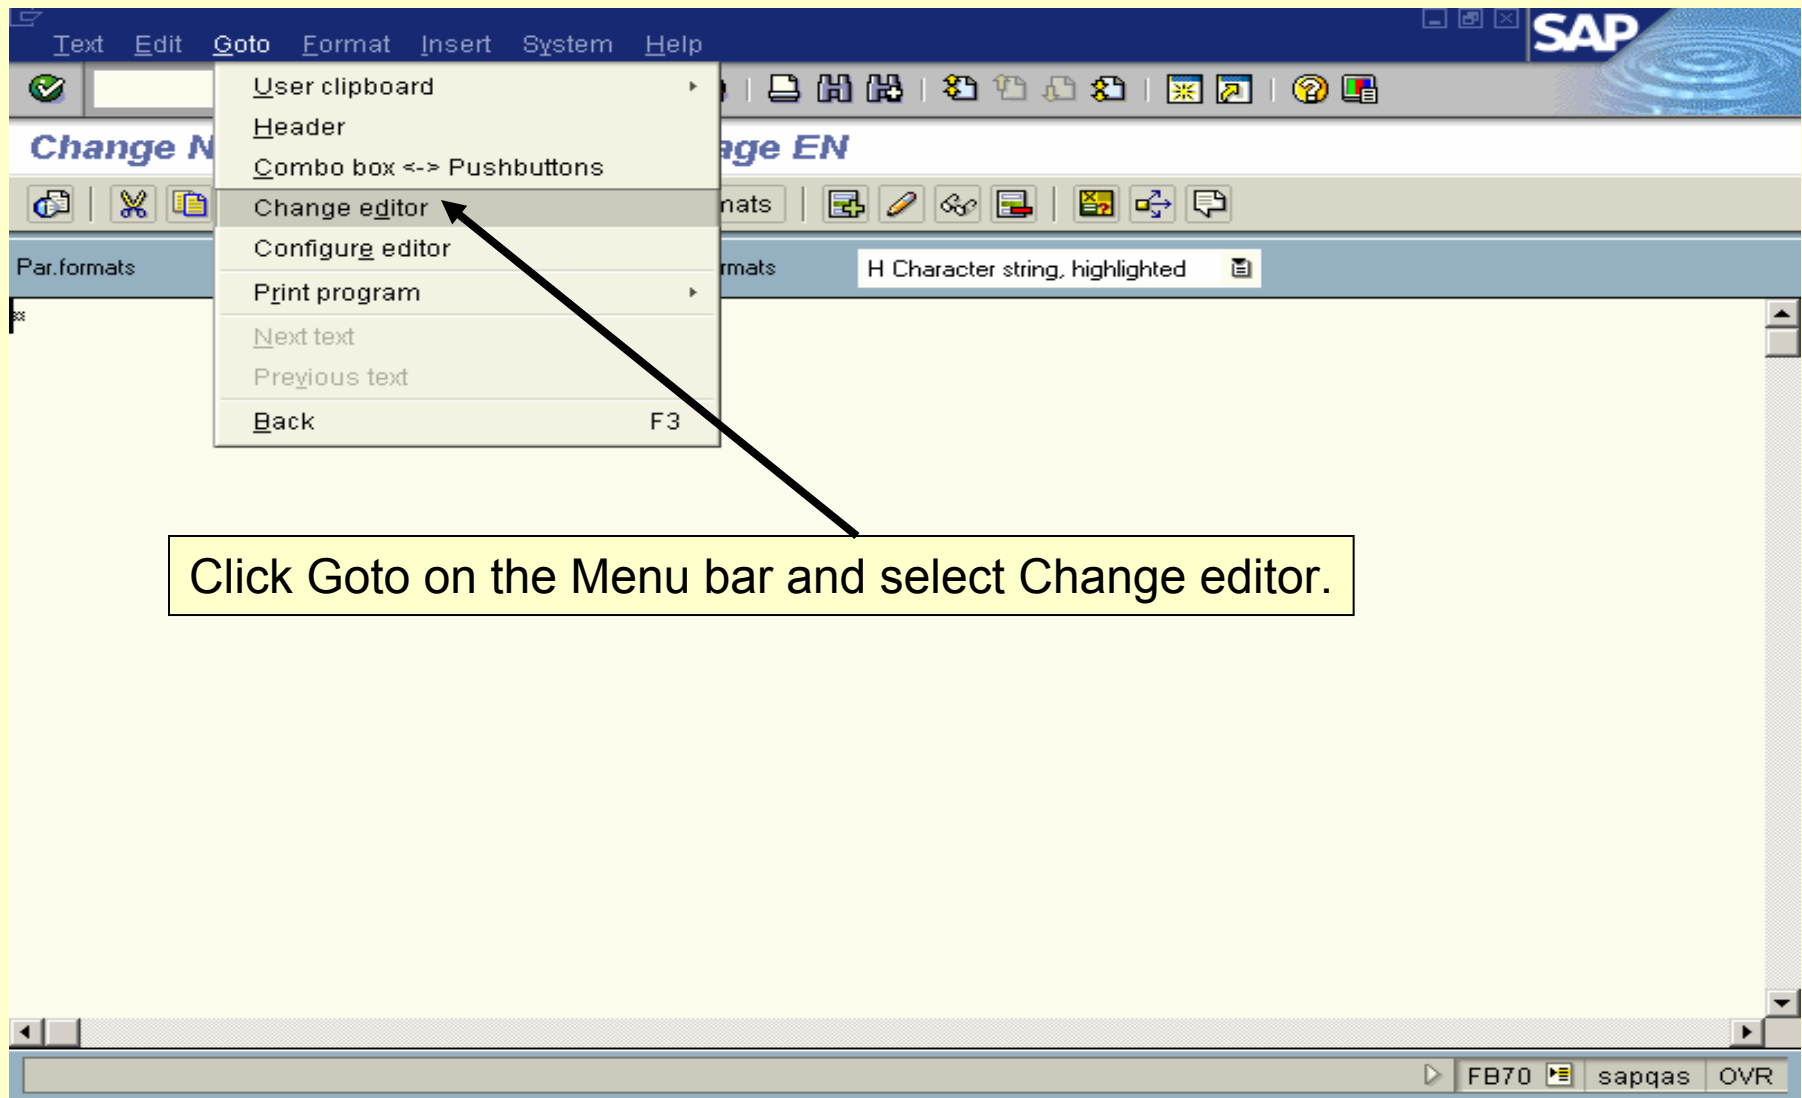 Text Edit Goto Format Insert System Help
SAP
User clipboard
Header
Change N
age EN
Combo box <-> Pushbuttons
Change editor
mats
Configure editor
Par.formats
rmats
H Character string, highlighted
Print program
Next text
Previous text
Back F3
Click Goto on the Menu bar and select Change editor.
FB70 sapqas OVR